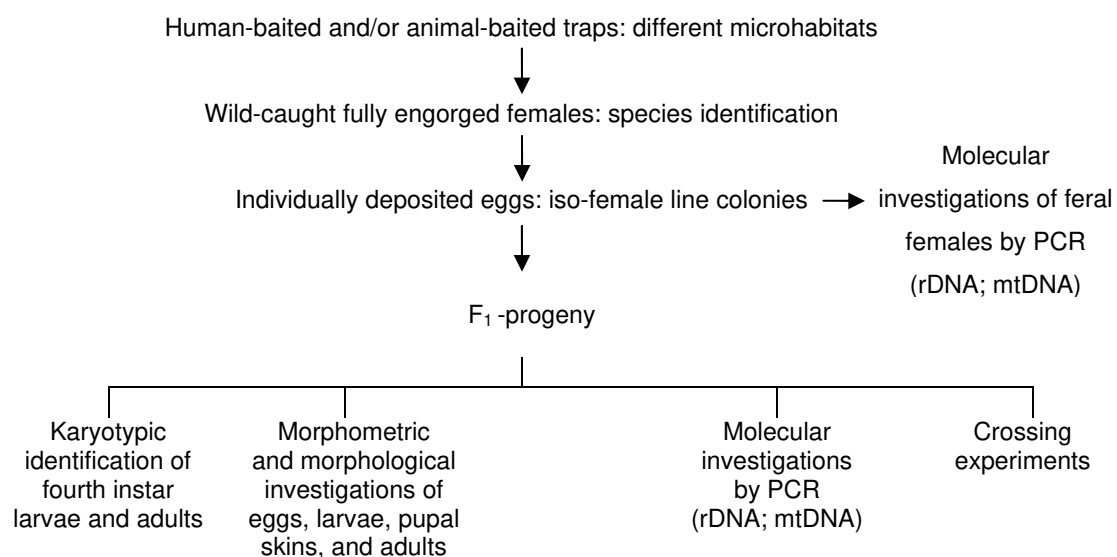 Human-baited and/or animal-baited traps: different microhabitats
Wild-caught fully engorged females: species identification
Individually deposited eggs: iso-female line colonies
Molecular
investigations of feral
females by PCR
(rDNA; mtDNA)
F₁ -progeny
Karyotypic
identification of
fourth instar
larvae and adults
Morphometric
and morphological
investigations of
eggs, larvae, pupal
skins, and adults
Molecular
investigations
by PCR
(rDNA; mtDNA)
Crossing
experiments